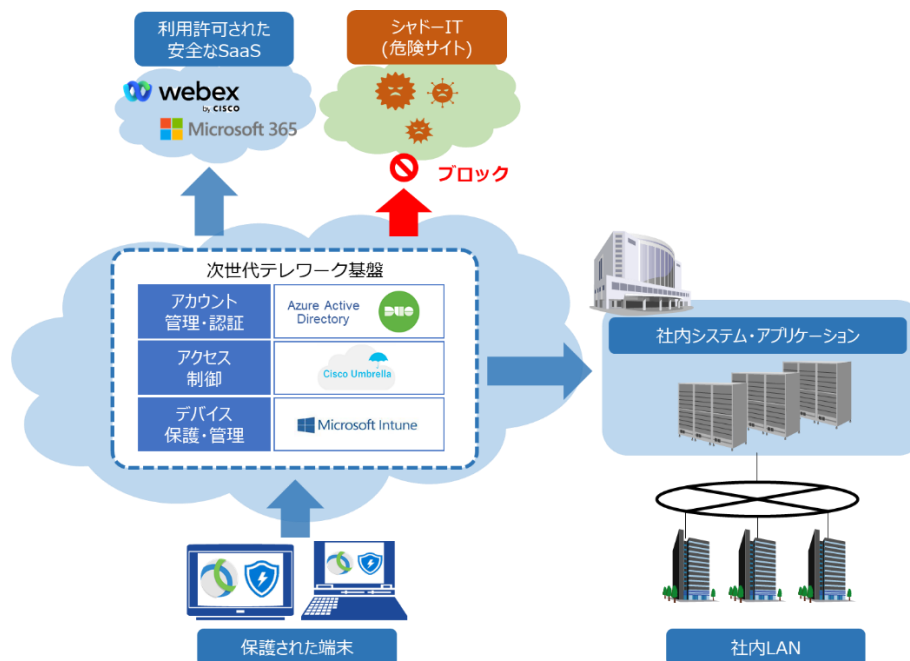 利用許可された
安全なSaaS
シャドーIT
(危険サイト)
webex
by CISCO
Microsoft 365
ブロック
次世代テレワーク基盤
アカウント
管理・認証
Azure Active
Directory
DUO
アクセス
制御
Cisco Umbrella
デバイス
保護・管理
Microsoft Intune
社内システム・アプリケーション
保護された端末
社内LAN